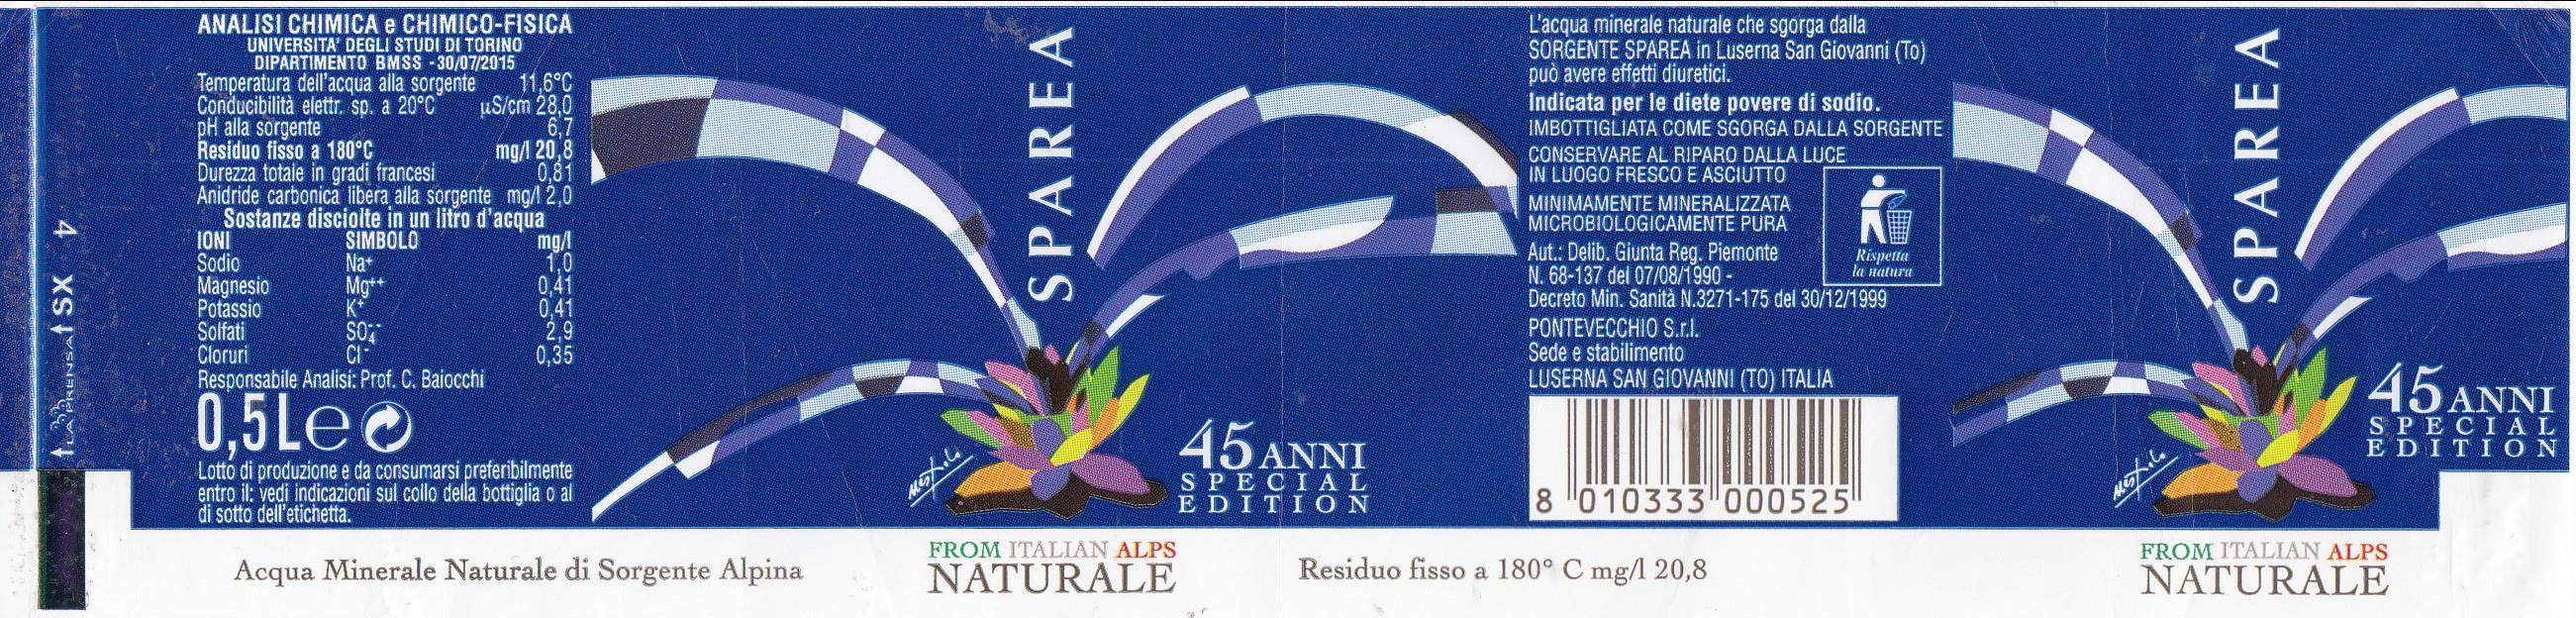 4
SX
LA PRENSA
ANALISI CHIMICA e CHIMICO-FISICA
UNIVERSITA' DEGLI STUDI DI TORINO
DIPARTIMENTO BMSS - 30/07/2015
Temperatura dell'acqua alla sorgente 11,6°C
Conducibilità elettr. sp. a 20°C µS/cm 28,0
pH alla sorgente 6,7
Residuo fisso a 180°C mg/l 20,8
Durezza totale in gradi francesi 0,81
Anidride carbonica libera alla sorgente mg/l 2,0
Sostanze disciolte in un litro d'acqua
IONI SIMBOLO mg/l
Sodio Na+ 1,0
Magnesio Mg++ 0,41
Potassio K+ 0,41
Solfati SO4-- 2,9
Cloruri Cl- 0,35
Responsabile Analisi: Prof. C. Baiocchi
0,5L e
Lotto di produzione e da consumarsi preferibilmente
entro il: vedi indicazioni sul collo della bottiglia o al
di sotto dell'etichetta.
Acqua Minerale Naturale di Sorgente Alpina
SPAREA
45 ANNI
SPECIAL
EDITION
FROM ITALIAN ALPS
NATURALE
L'acqua minerale naturale che sgorga dalla
SORGENTE SPAREA in Luserna San Giovanni (To)
può avere effetti diuretici.
Indicata per le diete povere di sodio.
IMBOTTIGLIATA COME SGORGA DALLA SORGENTE
CONSERVARE AL RIPARO DALLA LUCE
IN LUOGO FRESCO E ASCIUTTO
MINIMAMENTE MINERALIZZATA
MICROBIOLOGICAMENTE PURA
Rispetta
la natura
Aut.: Delib. Giunta Reg. Piemonte
N. 68-137 del 07/08/1990 -
Decreto Min. Sanità N.3271-175 del 30/12/1999
PONTEVECCHIO S.r.l.
Sede e stabilimento
LUSERNA SAN GIOVANNI (TO) ITALIA
8 010333 000525
Residuo fisso a 180° C mg/l 20,8
SPAREA
45 ANNI
SPECIAL
EDITION
FROM ITALIAN ALPS
NATURALE